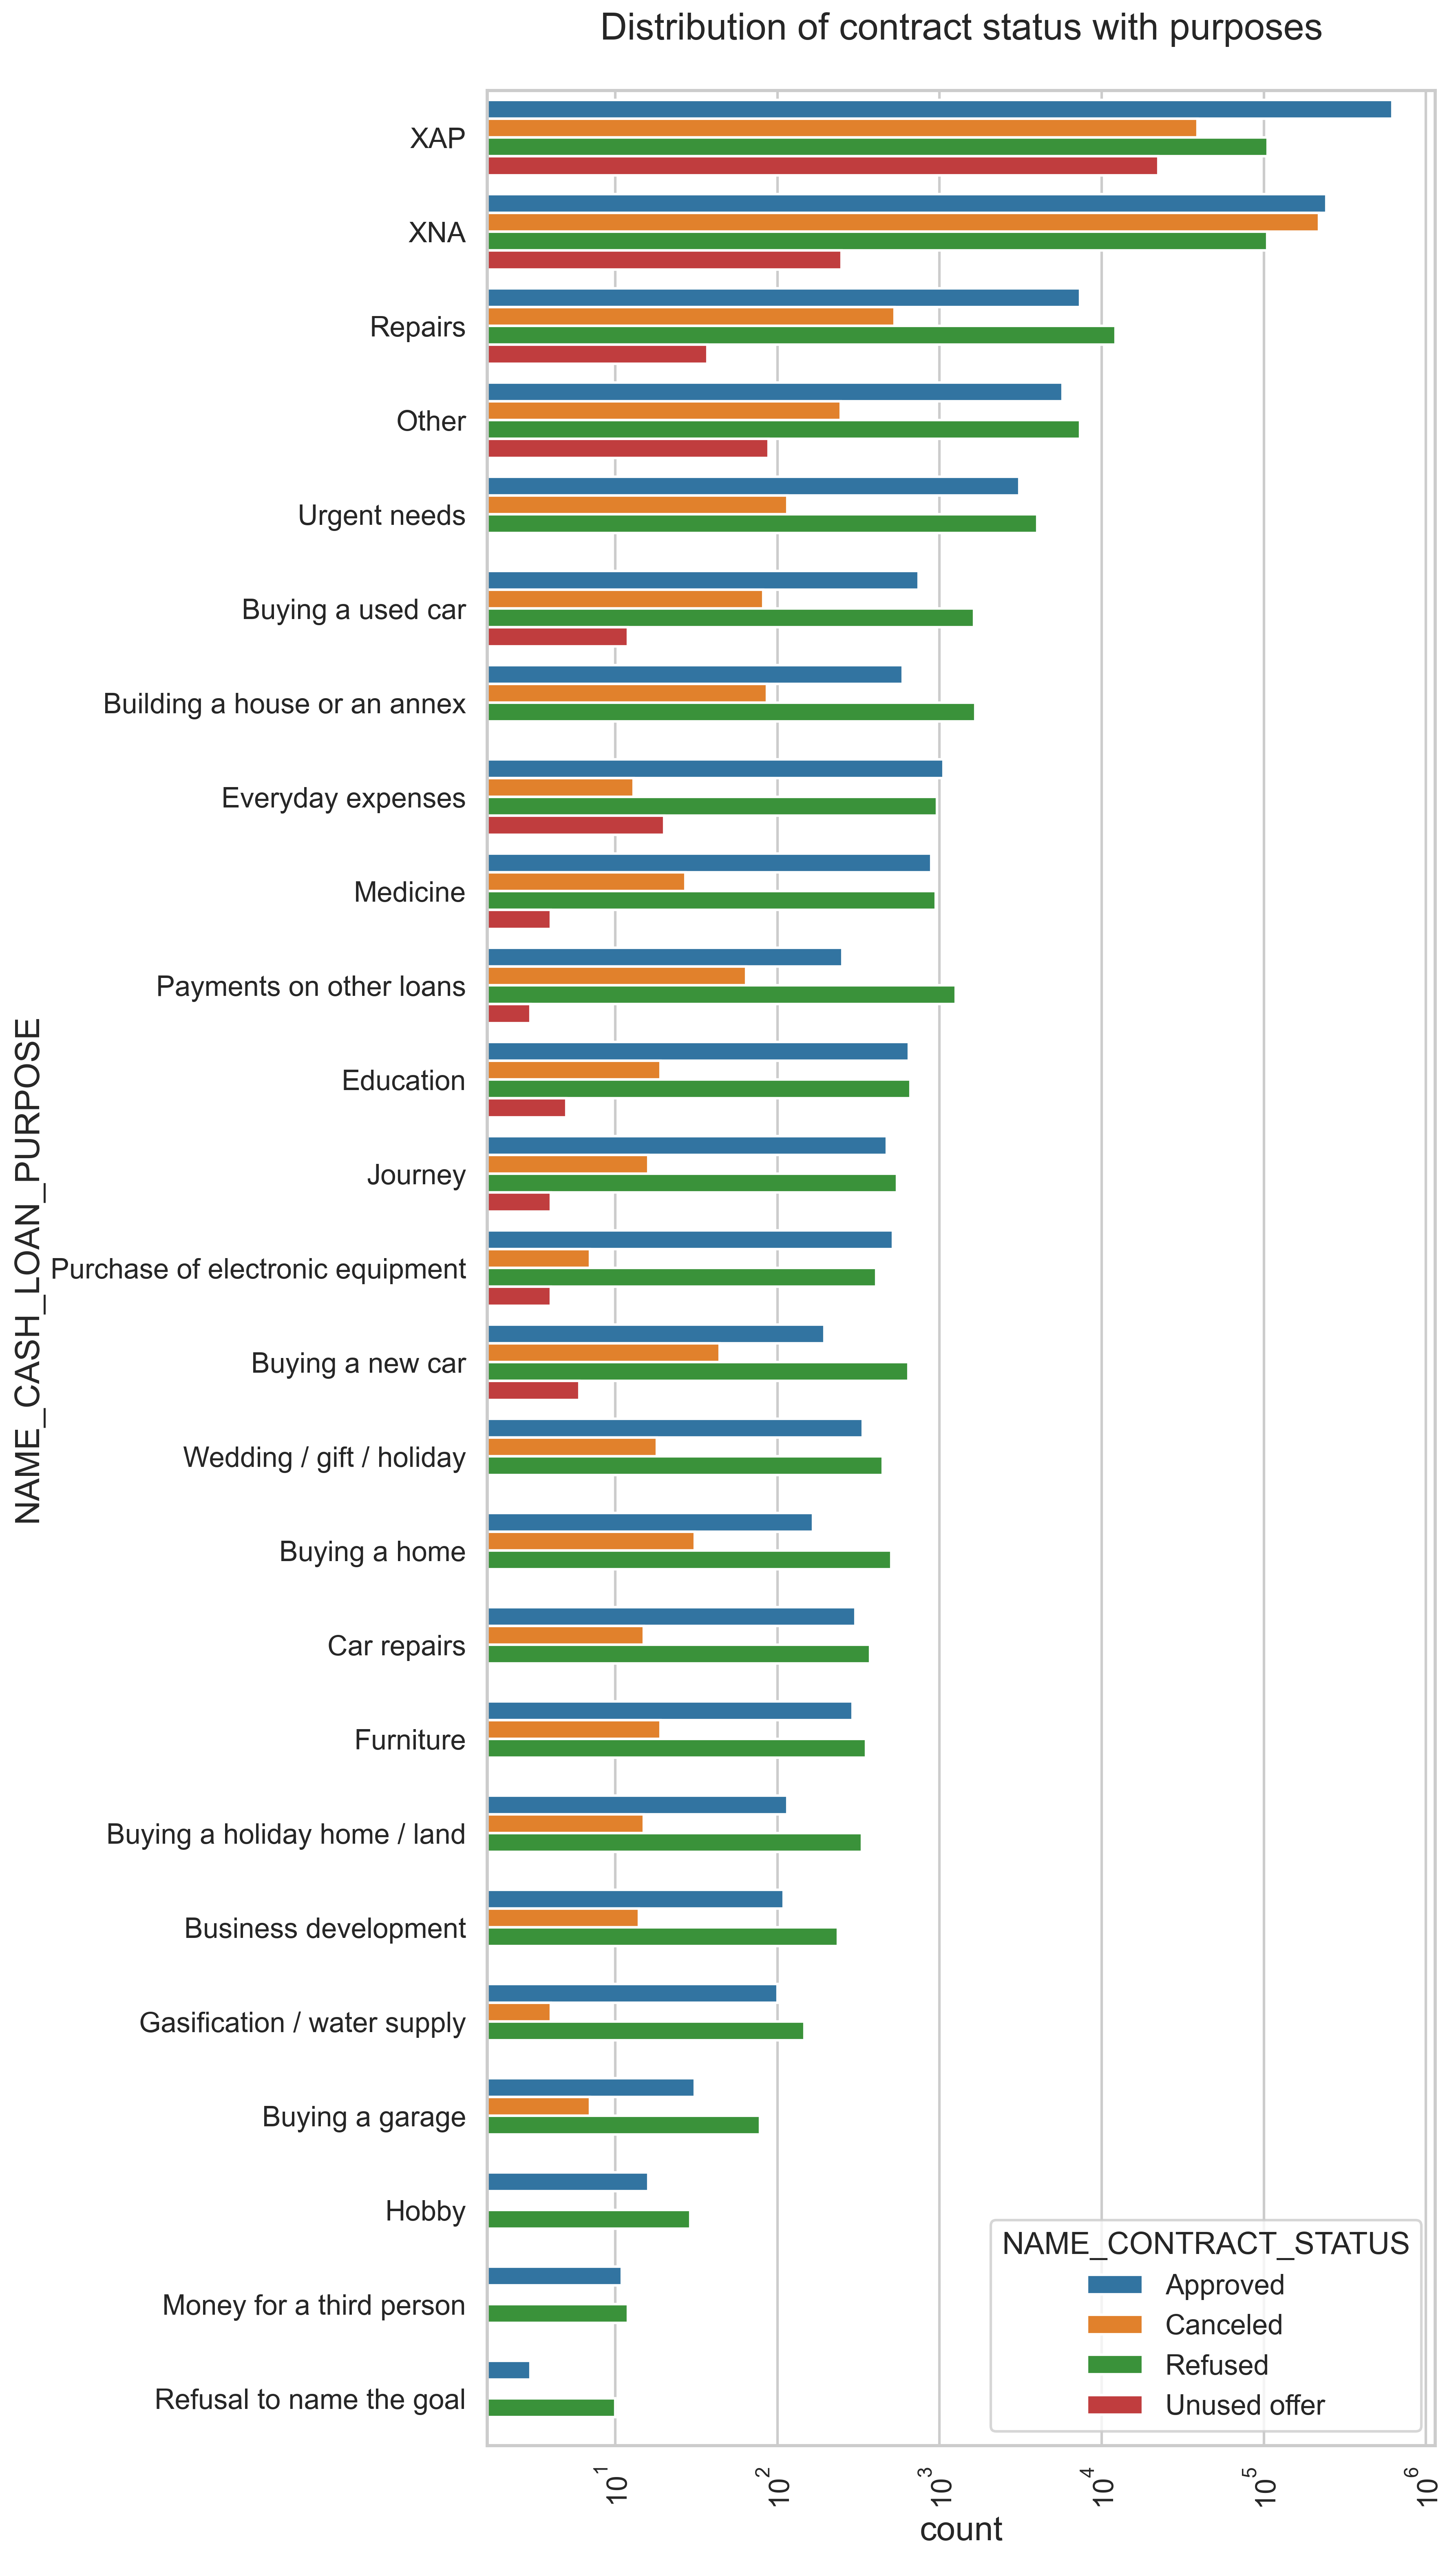 Distribution of contract status with purposes
NAME_CASH_LOAN_PURPOSE
XAP
XNA
Repairs
Other
Urgent needs
Buying a used car
Building a house or an annex
Everyday expenses
Medicine
Payments on other loans
Education
Journey
Purchase of electronic equipment
Buying a new car
Wedding / gift / holiday
Buying a home
Car repairs
Furniture
Buying a holiday home / land
Business development
Gasification / water supply
Buying a garage
Hobby
Money for a third person
Refusal to name the goal
NAME_CONTRACT_STATUS
Approved
Canceled
Refused
Unused offer
10^1
10^2
10^3
10^4
10^5
10^6
count